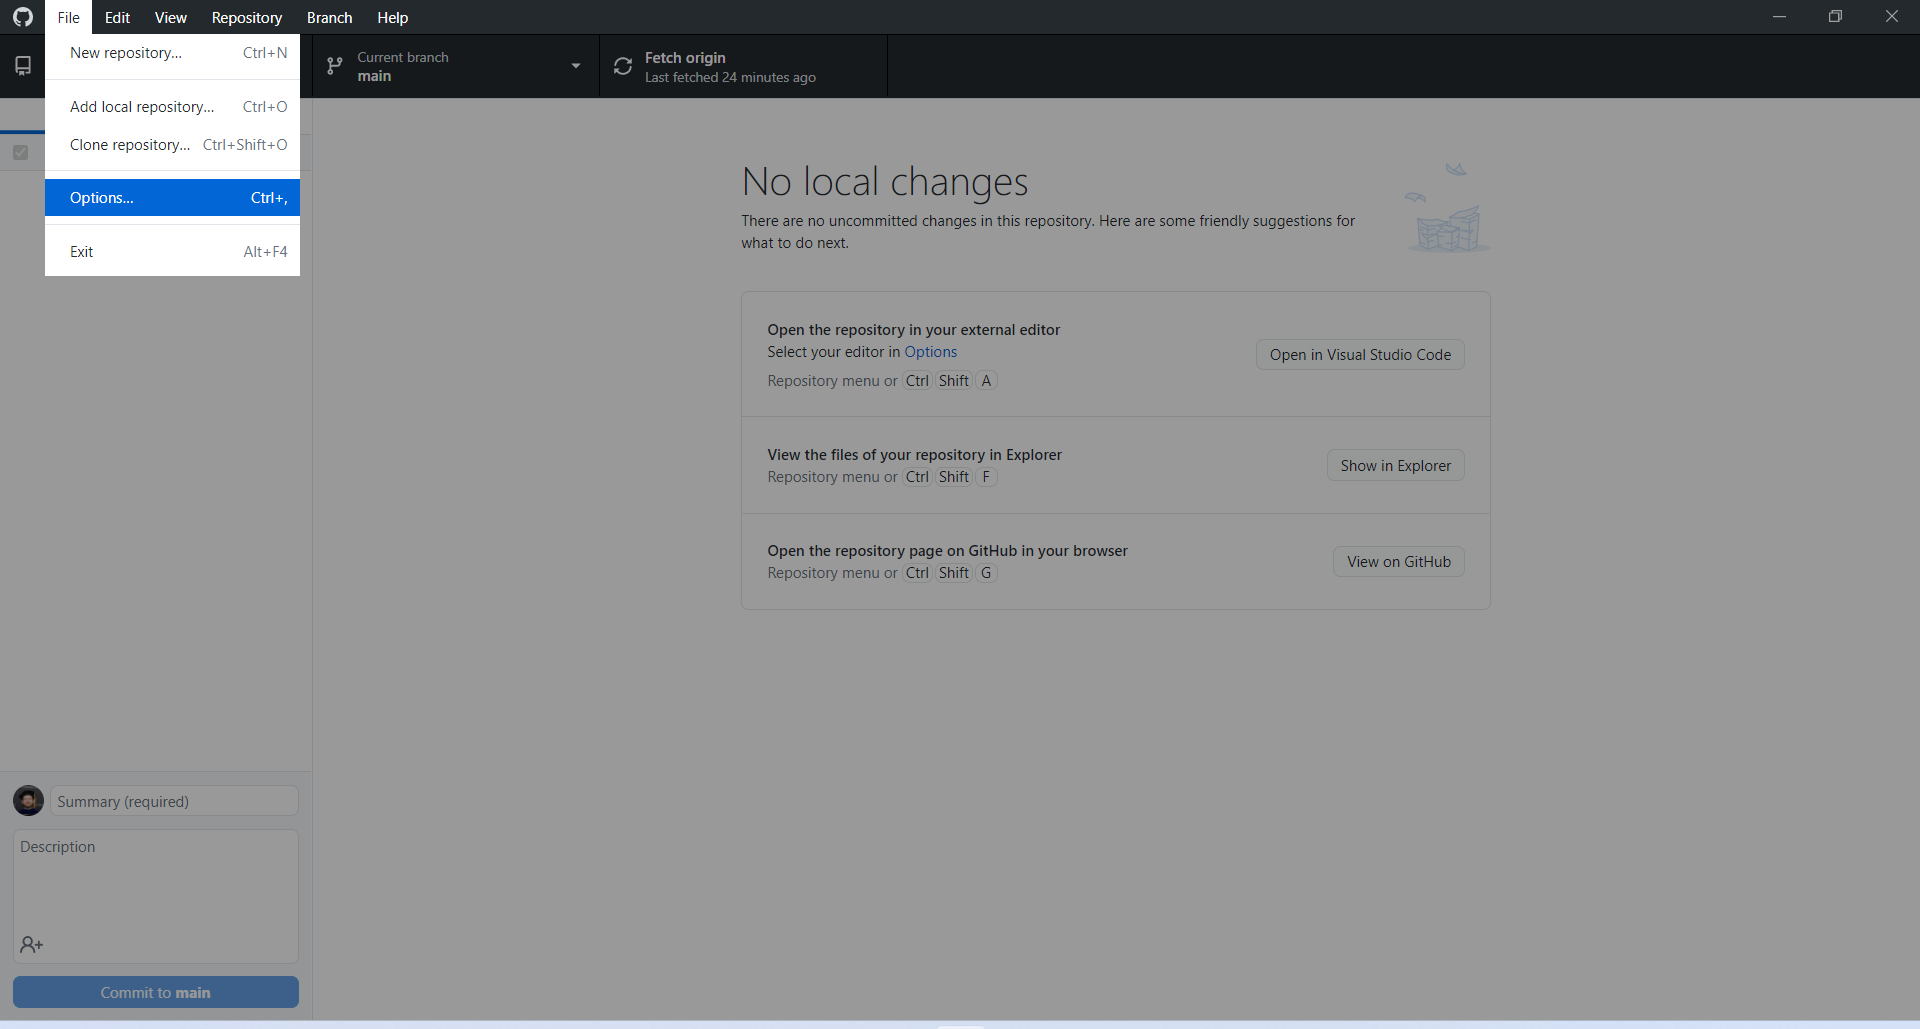 File Edit View Repository Branch Help
New repository... Ctrl+N
Add local repository... Ctrl+O
Clone repository... Ctrl+Shift+O
Options... Ctrl+,
Exit Alt+F4
Current branch
main
Fetch origin
Last fetched 24 minutes ago
No local changes
There are no uncommitted changes in this repository. Here are some friendly suggestions for
what to do next.
Open the repository in your external editor
Select your editor in Options
Repository menu or Ctrl Shift A
Open in Visual Studio Code
View the files of your repository in Explorer
Repository menu or Ctrl Shift F
Show in Explorer
Open the repository page on GitHub in your browser
Repository menu or Ctrl Shift G
View on GitHub
Summary (required)
Description
Commit to main